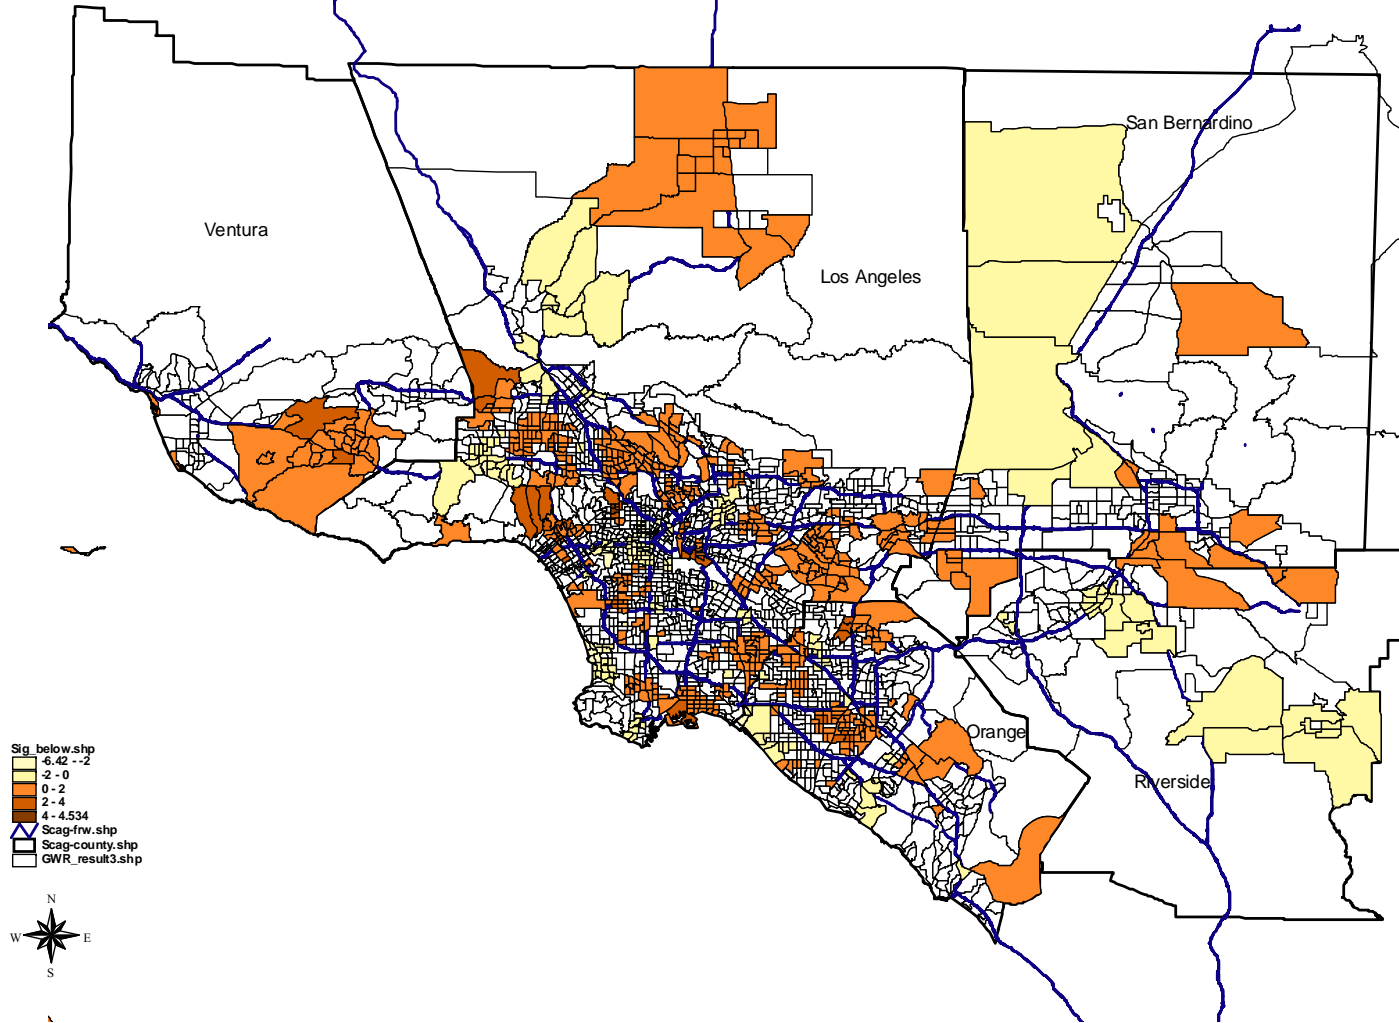 San Bernardino
Ventura
Los Angeles
Orange
Riverside
Sig_below.shp
-6.42 - -2
-2 - 0
0 - 2
2 - 4
4 - 4.534
Scag-frw.shp
Scag-county.shp
GWR_result3.shp
N
W E
S